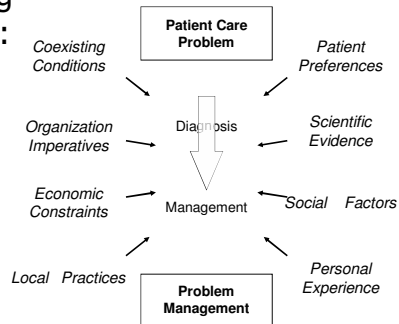 g
:
Patient Care
Problem
Coexisting
Conditions
Patient
Preferences
Organization
Imperatives
Diagnosis
Scientific
Evidence
Economic
Constraints
Management
Social Factors
Local Practices
Personal
Experience
Problem
Management